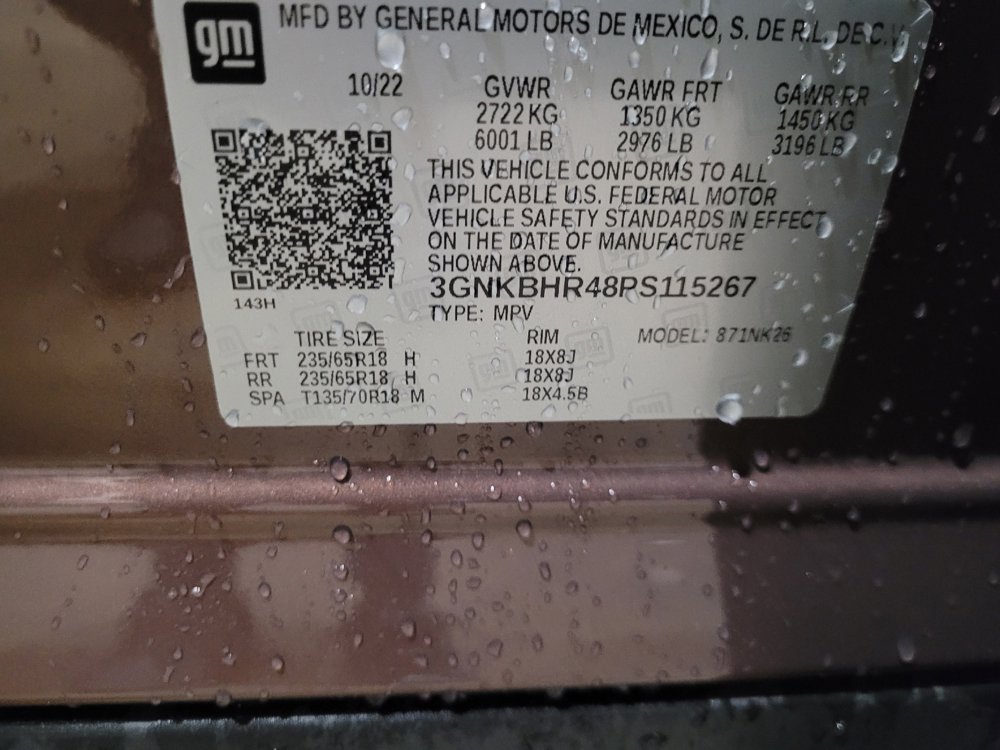 gm
MFD BY GENERAL MOTORS DE MEXICO, S. DE R.L. DE C.V.
10/22 GVWR GAWR FRT GAWR RR
2722 KG 1350 KG 1450 KG
6001 LB 2976 LB 3196 LB
THIS VEHICLE CONFORMS TO ALL
APPLICABLE U.S. FEDERAL MOTOR
VEHICLE SAFETY STANDARDS IN EFFECT
ON THE DATE OF MANUFACTURE
SHOWN ABOVE.
3GNKBHR48PS115267
143H
TYPE: MPV
TIRE SIZE RIM MODEL: 871NK26
FRT 235/65R18 H 18X8J
RR 235/65R18 H 18X8J
SPA T135/70R18 M 18X4.5B